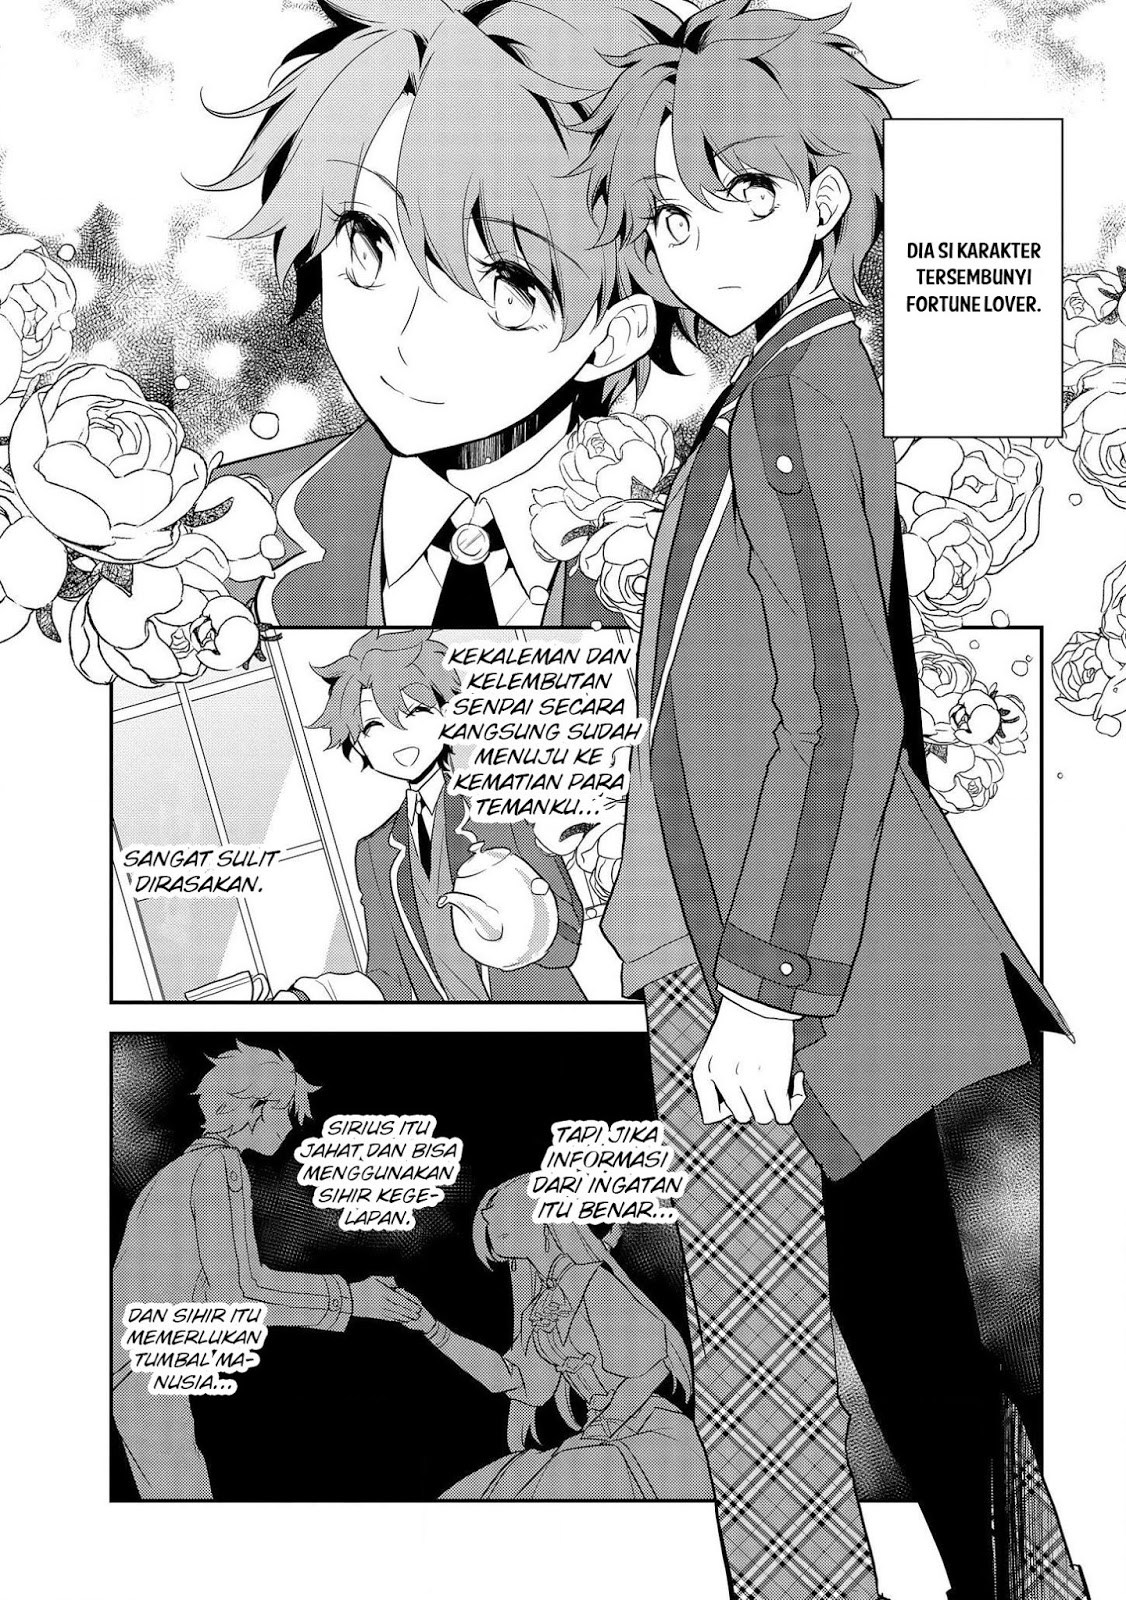 DIA SI KARAKTER
TERSEMBUNYI
FORTUNE LOVER.
KEKALEMAN DAN
KELEMBUTAN
SENPAI SECARA
KANGSUNG SUDAH
MENUJU KE
KEMATIAN PARA
TEMANKU...
SANGAT SULIT
DIRASAKAN.
TAPI JIKA
INFORMASI
DARI INGATAN
ITU BENAR...
SIRIUS ITU
JAHAT DAN BISA
MENGGUNAKAN
SIHIR KEGE-
LAPAN.
DAN SIHIR ITU
MEMERLUKAN
TUMBAL MA-
NUSIA...